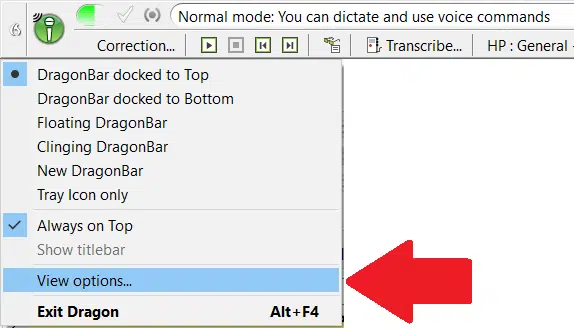 Normal mode: You can dictate and use voice commands
Correction... Transcribe... HP : General
DragonBar docked to Top
DragonBar docked to Bottom
Floating DragonBar
Clinging DragonBar
New DragonBar
Tray Icon only
Always on Top
Show titlebar
View options...
Exit Dragon Alt+F4